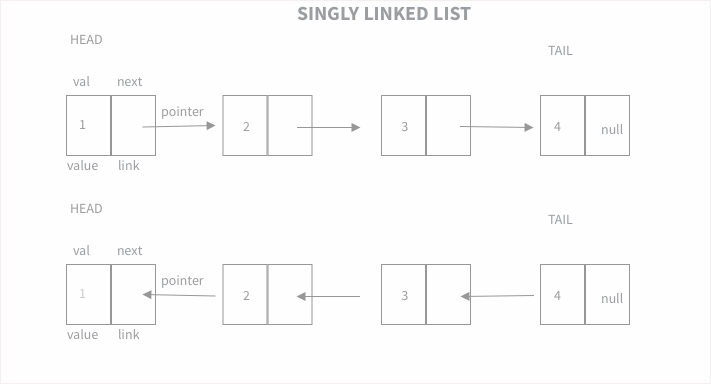 SINGLY LINKED LIST
HEAD
TAIL
val next
pointer
1 2 3 4 null
value link
HEAD
TAIL
val next
pointer
1 2 3 4 null
value link